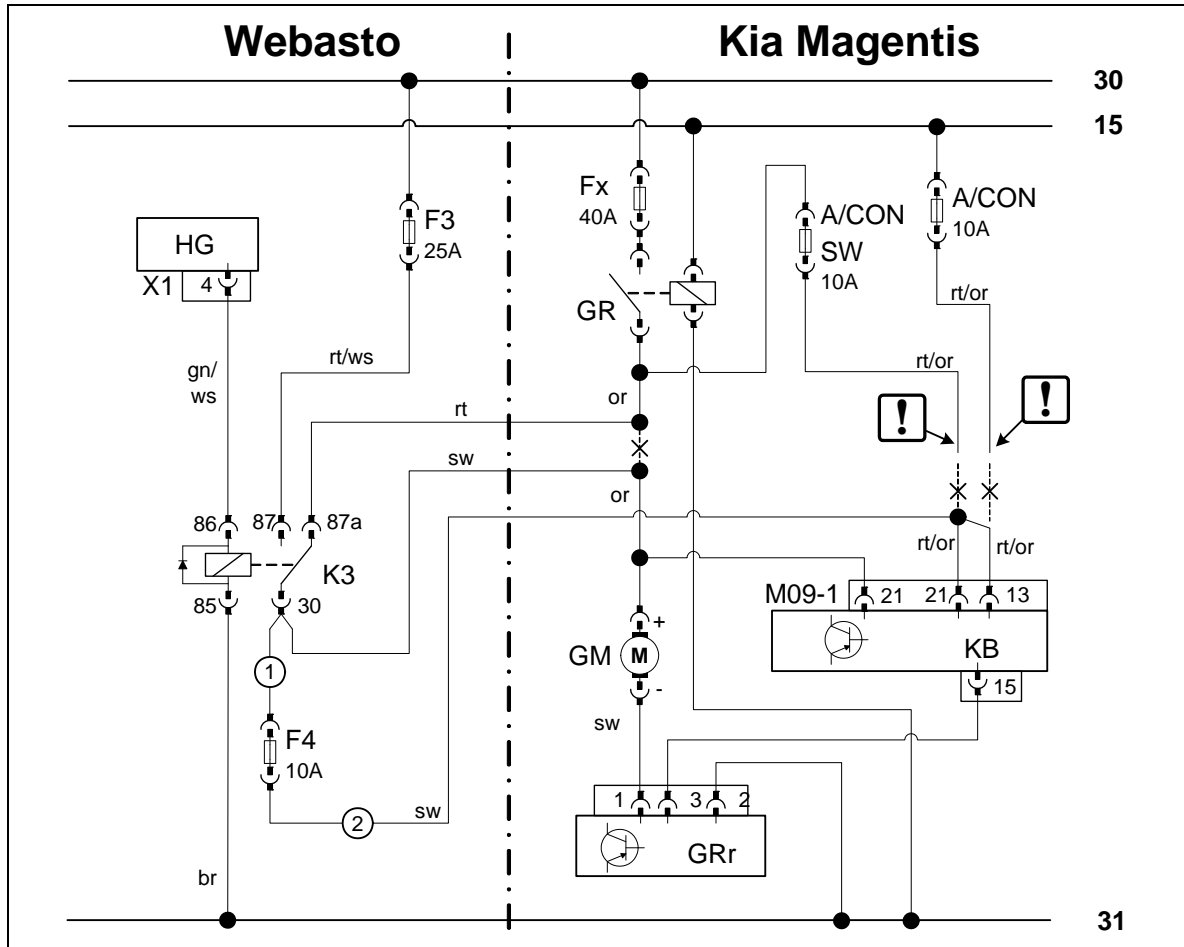 Webasto
Kia Magentis
30
15
Fx
40A
F3
25A
A/CON
SW
10A
A/CON
10A
HG
X1
4
GR
rt/or
rt/ws
gn/
ws
rt/or
or
!
!
rt
sw
or
86
87
87a
rt/or
rt/or
K3
85
30
M09-1
21
21
13
GM
M
+
-
KB
15
1
F4
10A
sw
2
sw
1
3
2
GRr
br
31